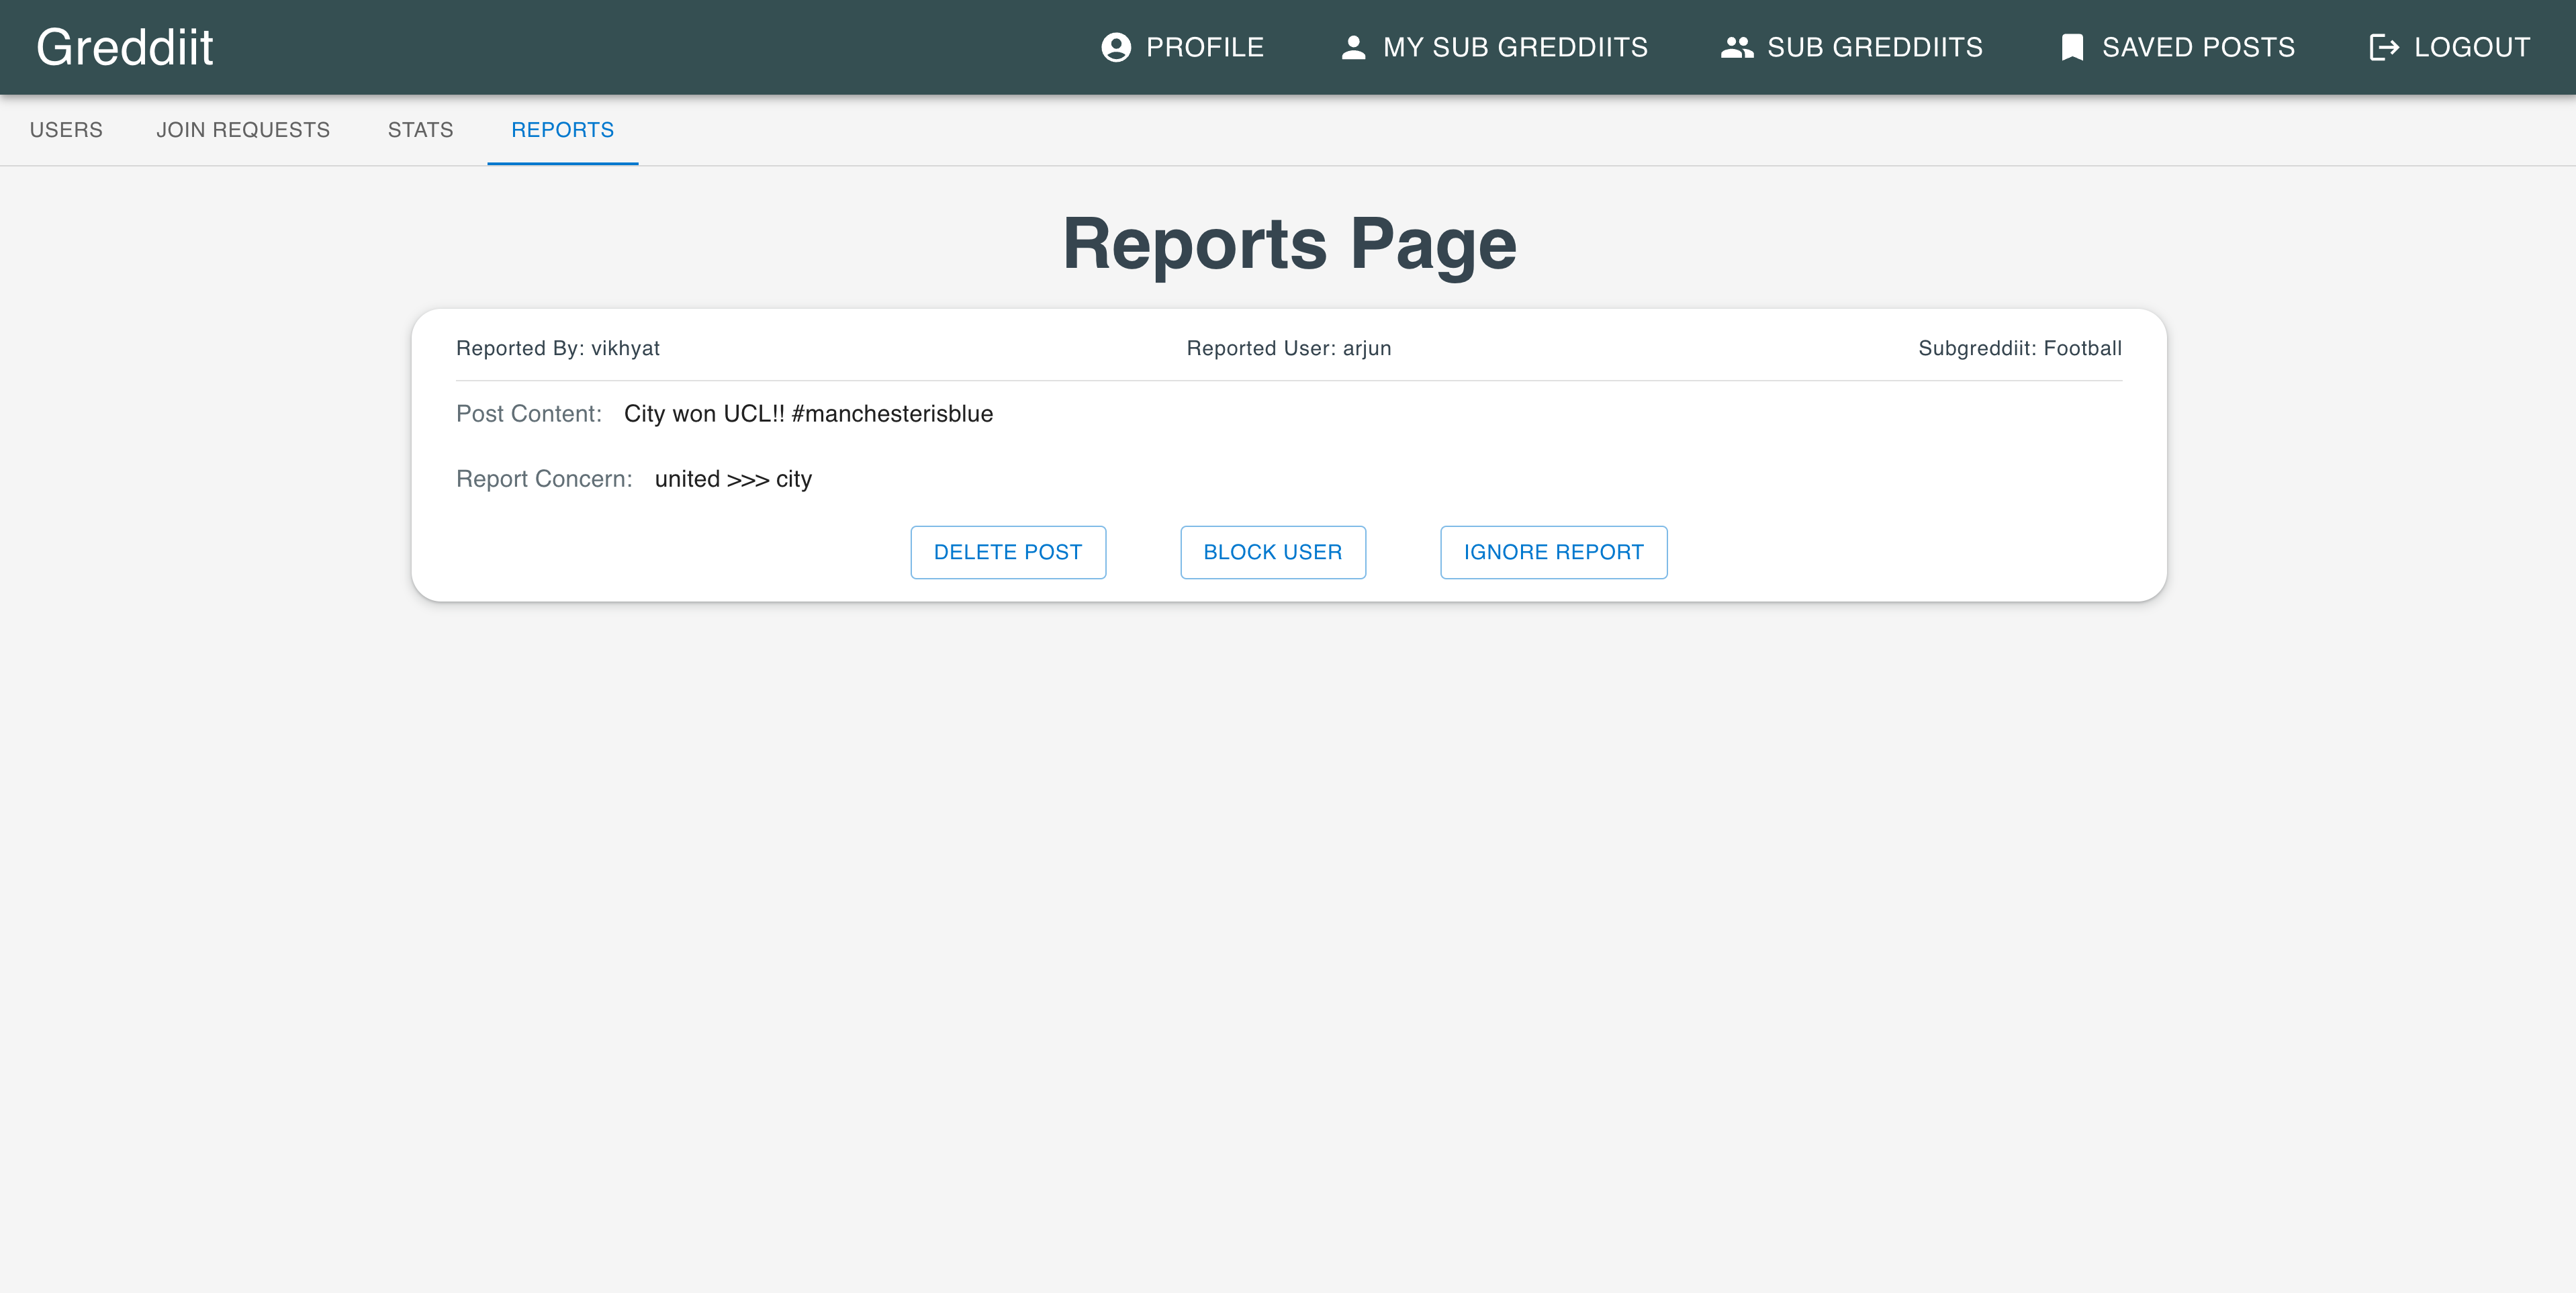 Greddiit PROFILE MY SUB GREDDIITS SUB GREDDIITS SAVED POSTS LOGOUT
USERS JOIN REQUESTS STATS REPORTS
Reports Page
Reported By: vikhyat Reported User: arjun Subgreddiit: Football
Post Content: City won UCL!! #manchesterisblue
Report Concern: united >>> city
DELETE POST BLOCK USER IGNORE REPORT